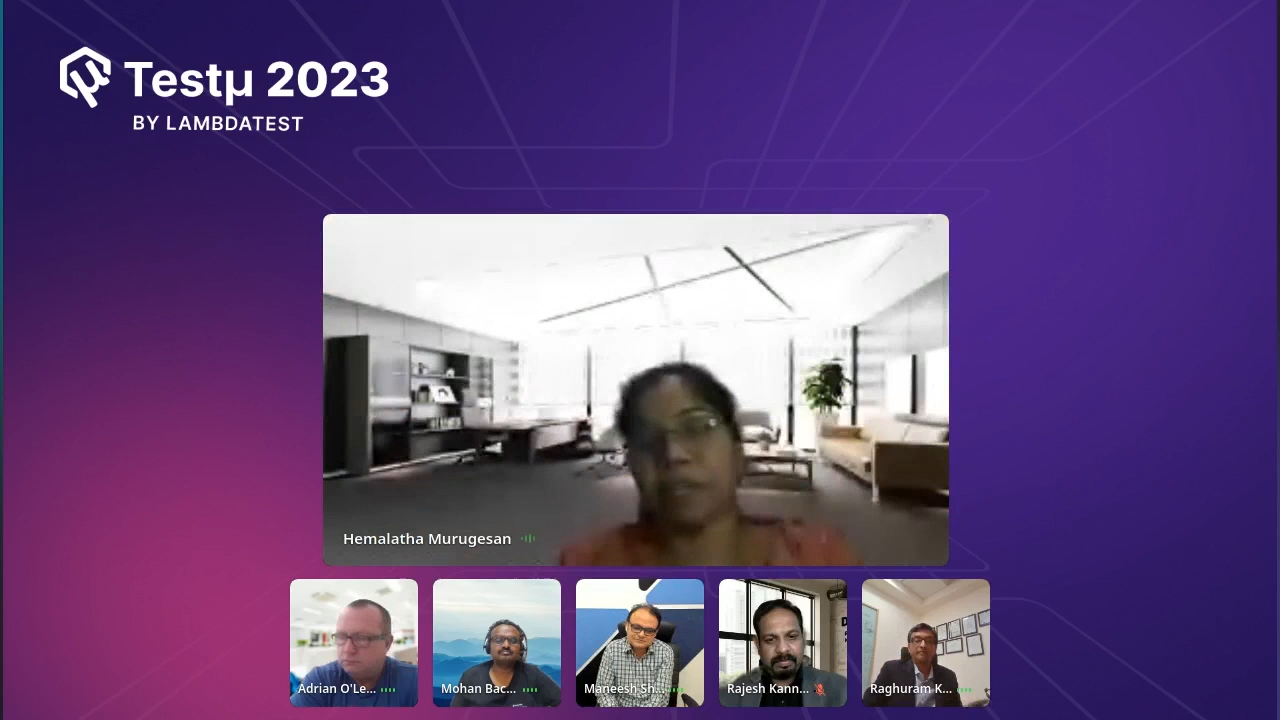 Testμ 2023
BY LAMBDATEST
Hemalatha Murugesan
Adrian O'Le...
Mohan Bac...
Maneesh Sh...
Rajesh Kann...
Raghuram K...